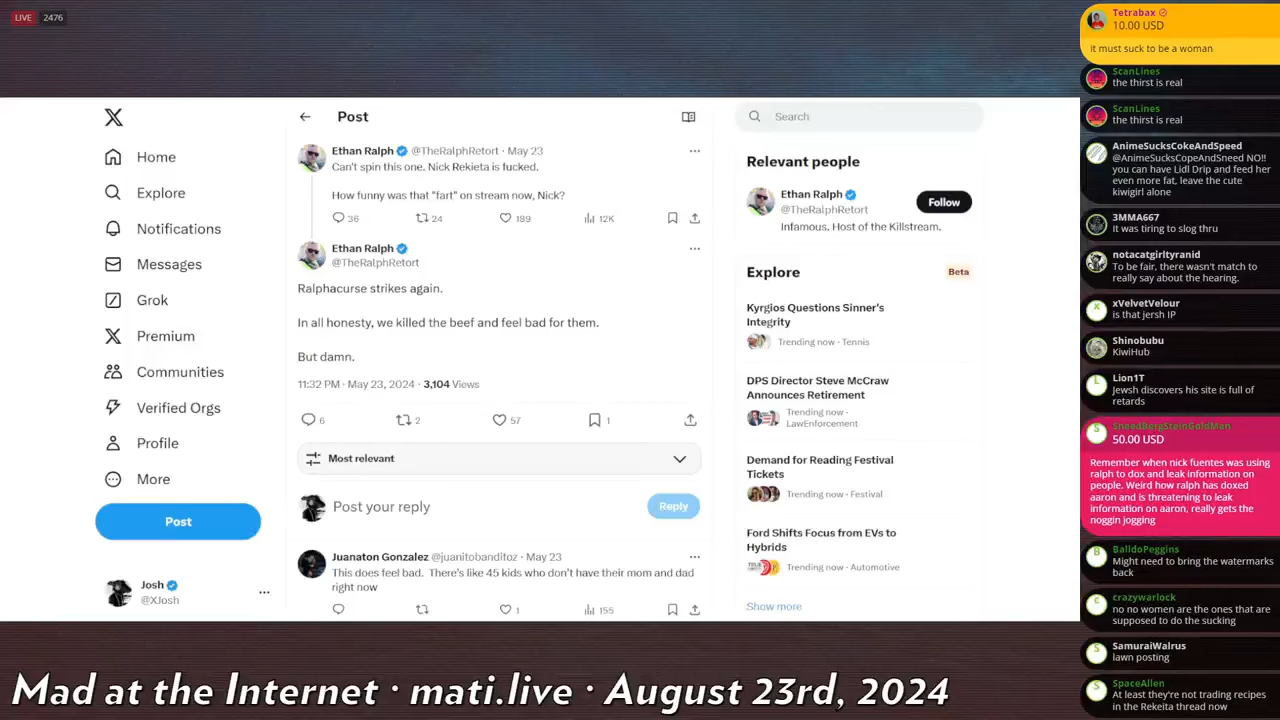 LIVE 2476
Home
Explore
Notifications
Messages
Grok
Premium
Communities
Verified Orgs
Profile
More
Post
Josh
@XJosh
Post
Ethan Ralph @TheRalphRetort · May 23
Can't spin this one. Nick Rekieta is fucked.
How funny was that "fart" on stream now, Nick?
36 24 189 12K
Ethan Ralph
@TheRalphRetort
Ralphacurse strikes again.
In all honesty, we killed the beef and feel bad for them.
But damn.
11:32 PM · May 23, 2024 · 3,104 Views
6 2 57 1
Most relevant
Post your reply
Reply
Juanaton Gonzalez @juanitobanditoz · May 23
This does feel bad. There's like 45 kids who don't have their mom and dad
right now
1 155
Search
Relevant people
Ethan Ralph
@TheRalphRetort
Follow
Infamous. Host of the Killstream.
Explore
Beta
Kyrgios Questions Sinner's
Integrity
Trending now · Tennis
DPS Director Steve McCraw
Announces Retirement
Trending now ·
LawEnforcement
Demand for Reading Festival
Tickets
Trending now · Festival
Ford Shifts Focus from EVs to
Hybrids
Trending now · Automotive
Show more
Tetrabax
10.00 USD
it must suck to be a woman
ScanLines
the thirst is real
ScanLines
the thirst is real
AnimeSucksCokeAndSpeed
@AnimeSucksCopeAndSneed NO!!
you can have Lidl Drip and feed her
even more fat, leave the cute
kiwigirl alone
3MMA667
It was tiring to slog thru
notacatgirltyranid
To be fair, there wasn't match to
really say about the hearing.
xVelvetVelour
is that jersh IP
Shinobubu
KiwiHub
Lion1T
Jewsh discovers his site is full of
retards
SneedBergSteinGoldMen
50.00 USD
Remember when nick fuentes was using
ralph to dox and leak information on
people. Weird how ralph has doxed
aaron and is threatening to leak
information on aaron, really gets the
noggin jogging
BalldoPeggins
Might need to bring the watermarks
back
crazywarlock
no no women are the ones that are
supposed to do the sucking
SamuraiWalrus
lawn posting
SpaceAllen
At least they're not trading recipes
in the Rekeita thread now
Mad at the Internet · mati.live · August 23rd, 2024